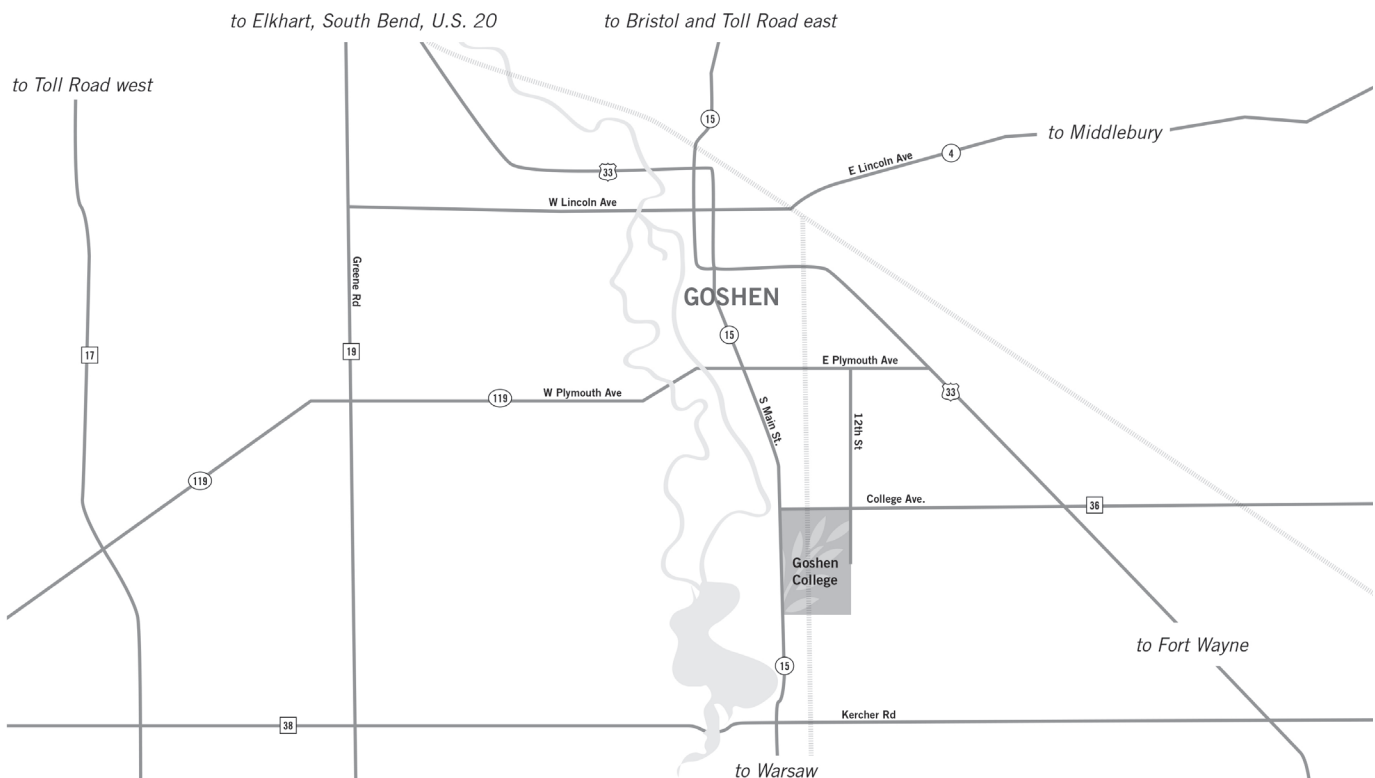 to Elkhart, South Bend, U.S. 20
to Bristol and Toll Road east
to Toll Road west
15
to Middlebury
4
E Lincoln Ave
33
W Lincoln Ave
Greene Rd
GOSHEN
15
19
17
E Plymouth Ave
33
W Plymouth Ave
119
S Main St.
12th St
119
College Ave.
36
Goshen
College
to Fort Wayne
15
Kercher Rd
38
to Warsaw